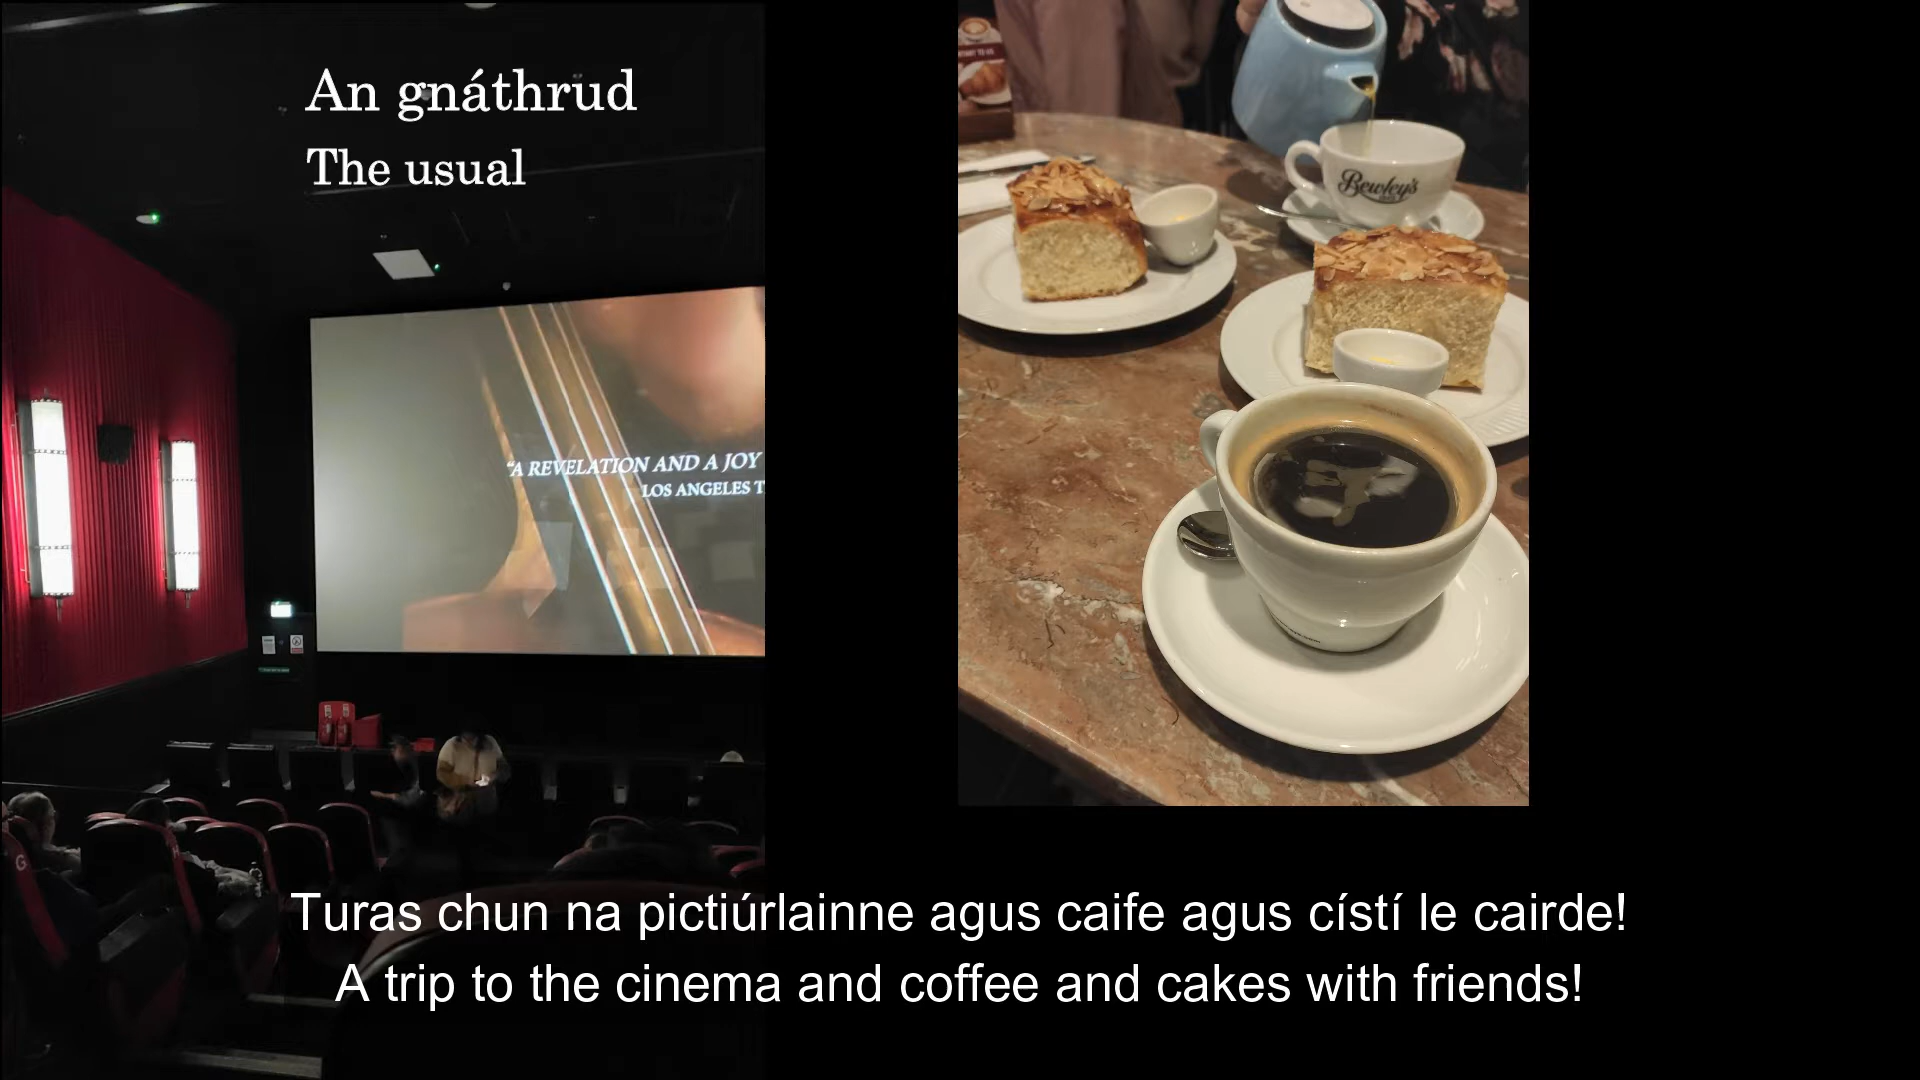 An gnáthrud
The usual
"A REVELATION AND A JOY
LOS ANGELES T
Bewley's
G
Turas chun na pictiúrlainne agus caife agus cístí le cairde!
A trip to the cinema and coffee and cakes with friends!